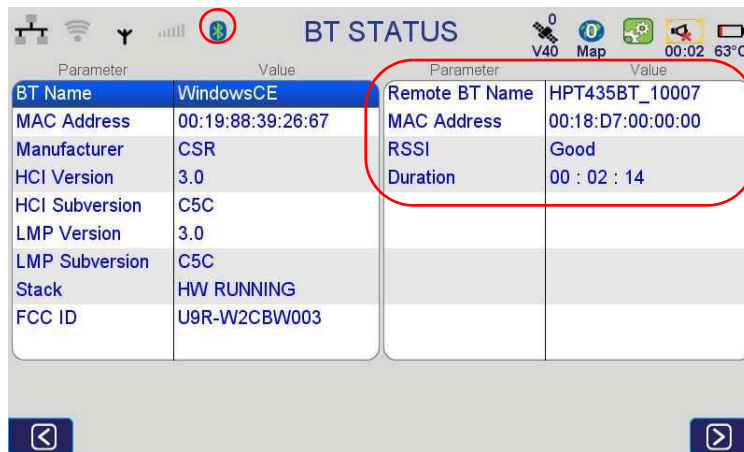 BT STATUS
0
V40 Map 00:02 63°C
Parameter Value Parameter Value
BT Name WindowsCE Remote BT Name HPT435BT_10007
MAC Address 00:19:88:39:26:67 MAC Address 00:18:D7:00:00:00
Manufacturer CSR RSSI Good
HCI Version 3.0 Duration 00 : 02 : 14
HCI Subversion C5C
LMP Version 3.0
LMP Subversion C5C
Stack HW RUNNING
FCC ID U9R-W2CBW003